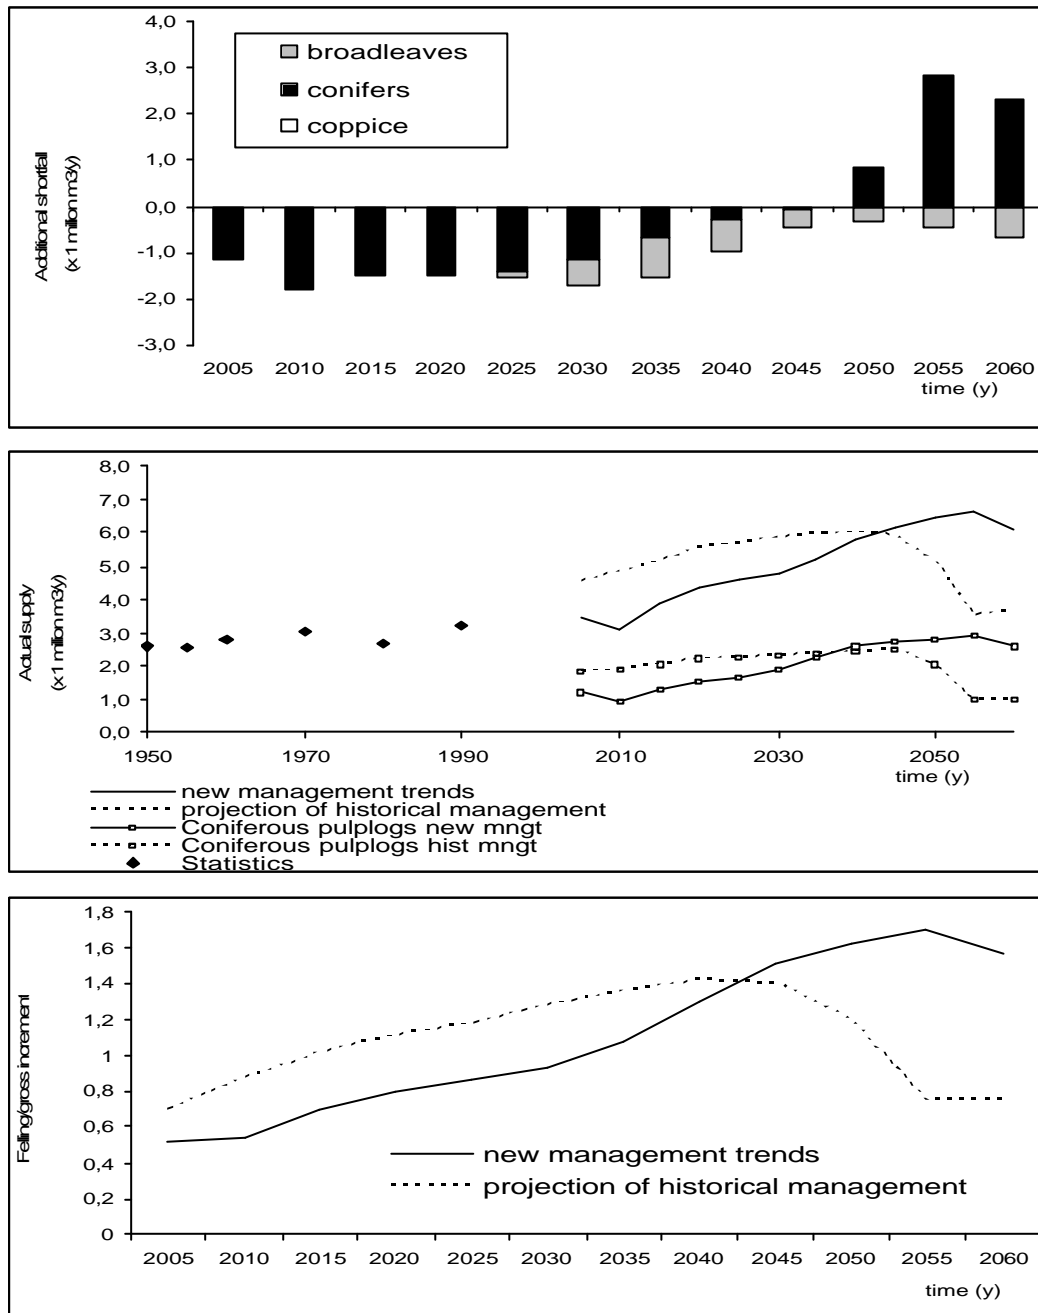 4,0
3,0
2,0
1,0
0,0
-1,0
-2,0
-3,0
Additional shortfall
(x 1 million m3/y)
broadleaves
conifers
coppice
2005 2010 2015 2020 2025 2030 2035 2040 2045 2050 2055 2060
time (y)
8,0
7,0
6,0
5,0
4,0
3,0
2,0
1,0
0,0
Actual supply
(x 1 million m3/y)
1950 1970 1990 2010 2030 2050
time (y)
new management trends
projection of historical management
Coniferous pulplogs new mngt
Coniferous pulplogs hist mngt
Statistics
1,8
1,6
1,4
1,2
1
0,8
0,6
0,4
0,2
0
Felling/gross increment
new management trends
projection of historical management
2005 2010 2015 2020 2025 2030 2035 2040 2045 2050 2055 2060
time (y)